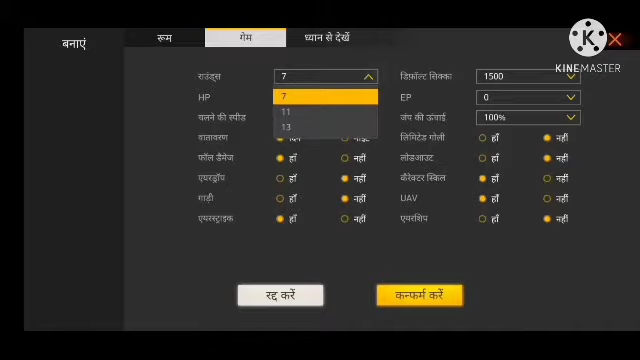 बनाएं
रूम गेम ध्यान से देखें
KINEMASTER
राउंड्स 7 डिफ़ॉल्ट सिक्का 1500
HP 7 EP 0
11
चलने की स्पीड जंप की ऊंचाई 100%
13
वातावरण लिमिटेड गोली हाँ नहीं
फॉल डैमेज हाँ नहीं लोडआउट हाँ नहीं
एयरड्रॉप हाँ नहीं कैरेक्टर स्किल हाँ नहीं
गाड़ी हाँ नहीं UAV हाँ नहीं
एयरस्ट्राइक हाँ नहीं एयरशिप हाँ नहीं
रद्द करें कन्फर्म करें